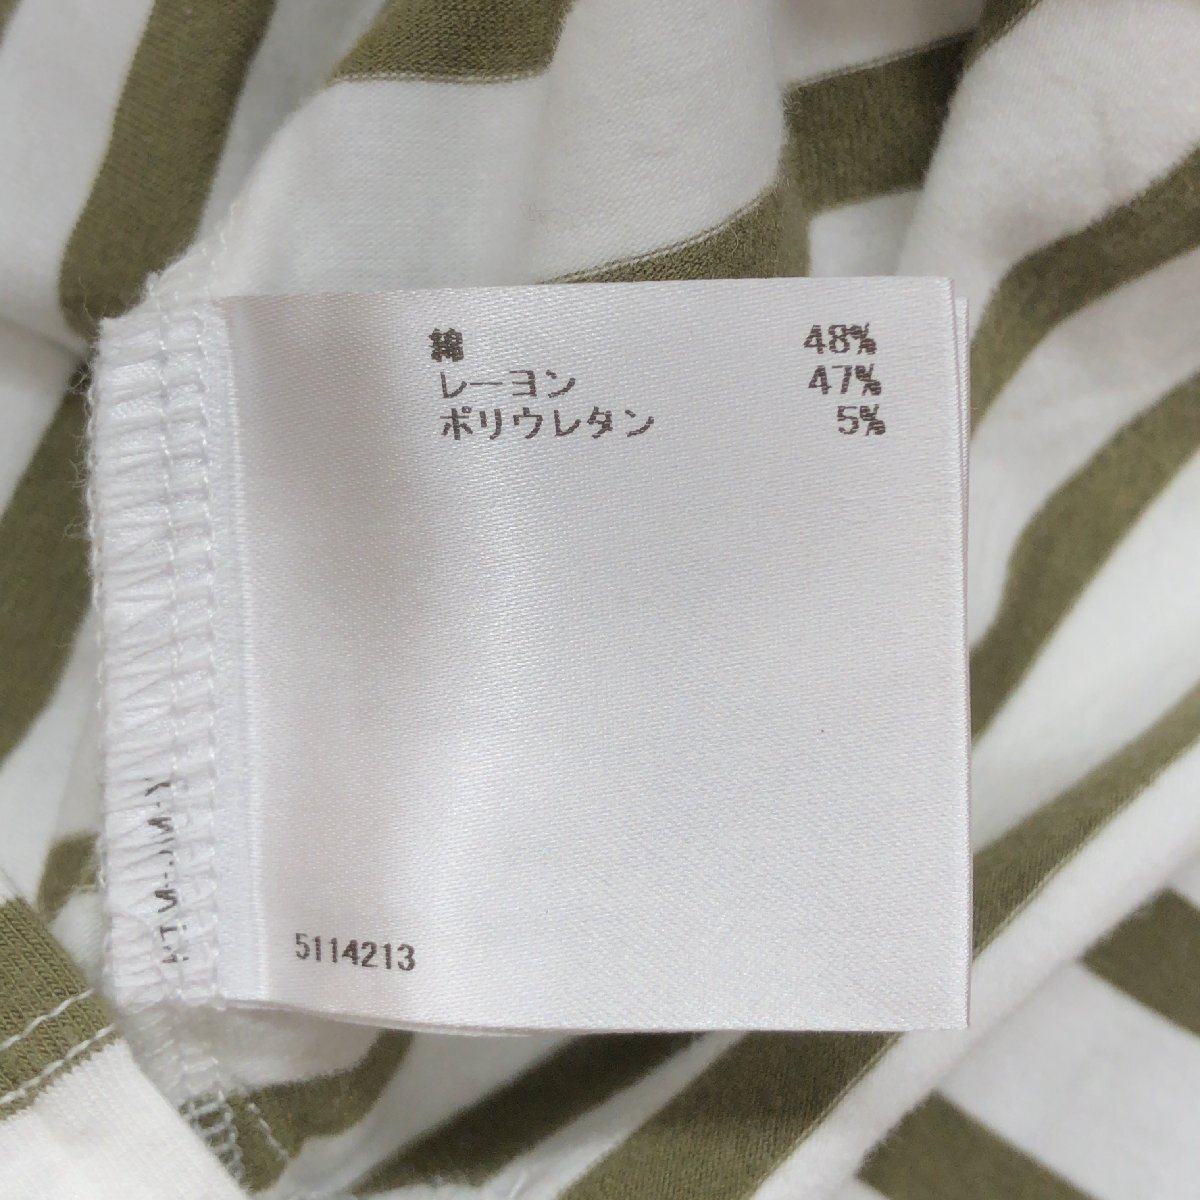 綿 48%
レーヨン 47%
ポリウレタン 5%
5114213